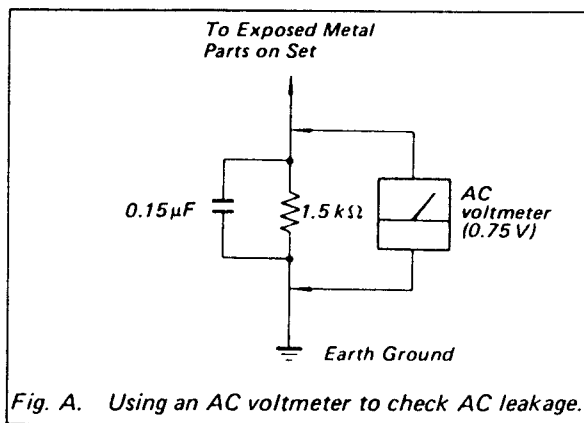 To Exposed Metal
Parts on Set
0.15μF
1.5 kΩ
AC
voltmeter
(0.75 V)
Earth Ground
Fig. A. Using an AC voltmeter to check AC leakage.